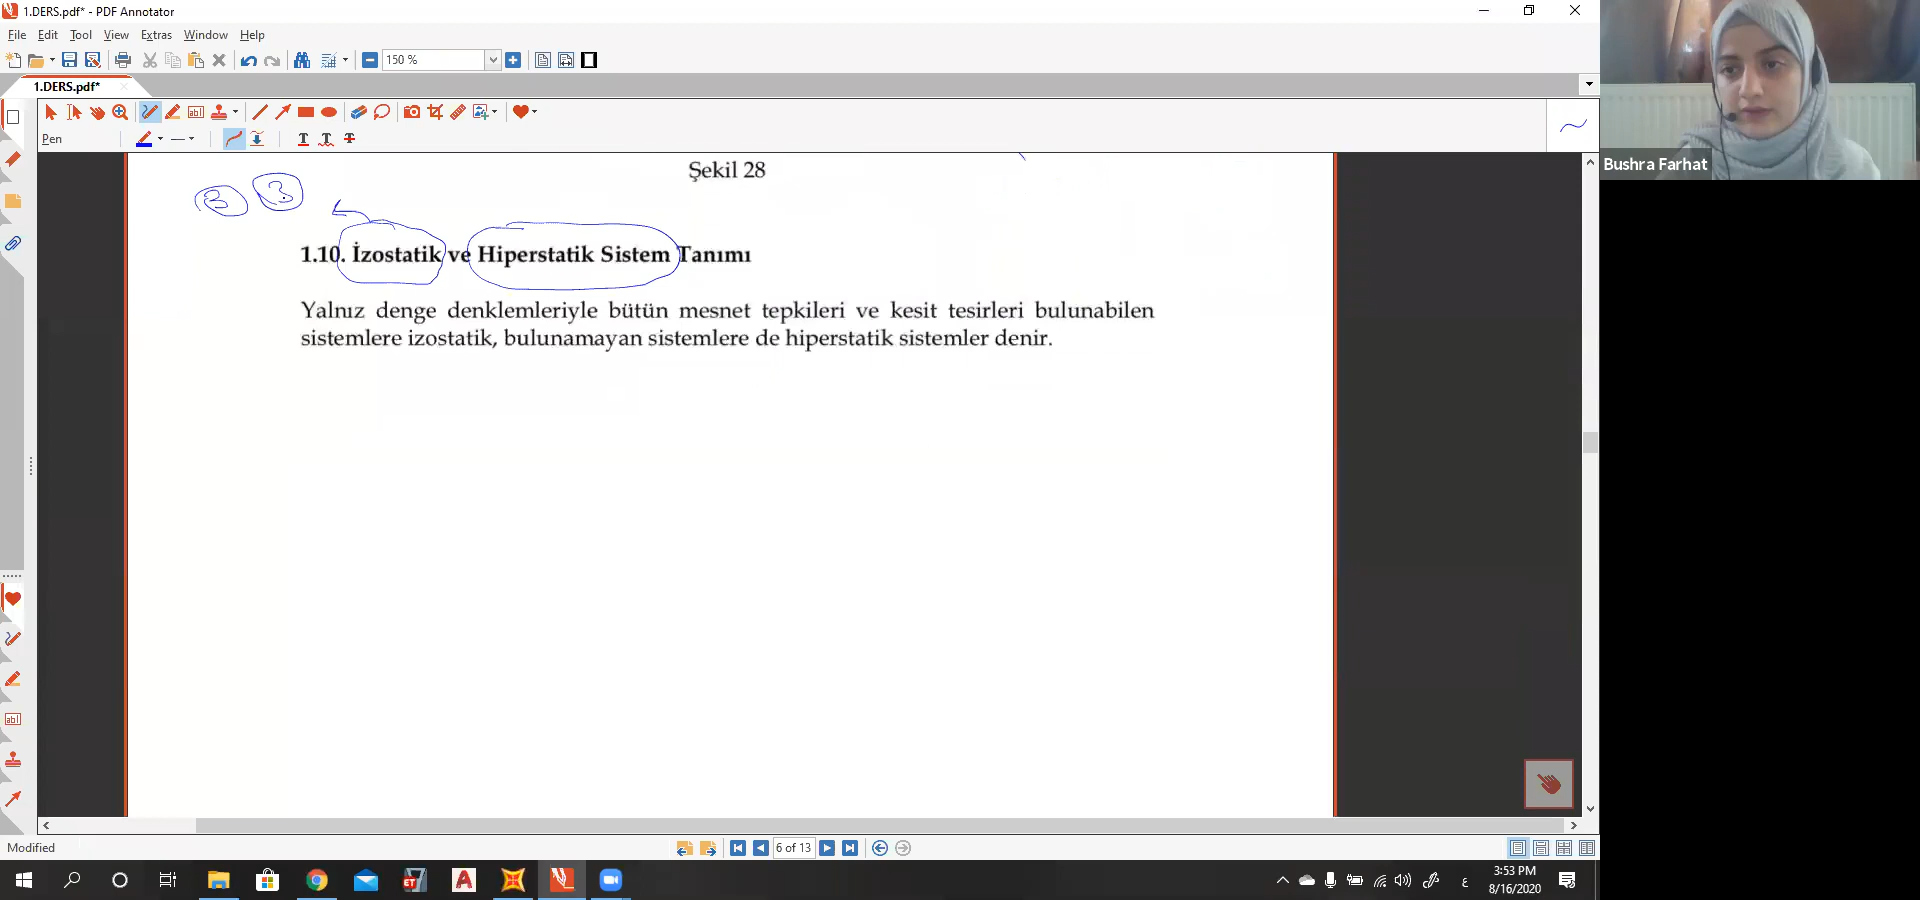 1.DERS.pdf* - PDF Annotator
File Edit Tool View Extras Window Help
150 %
1.DERS.pdf*
Pen
Bushra Farhat
Şekil 28
3 3
1.10. İzostatik ve Hiperstatik Sistem Tanımı
Yalnız denge denklemleriyle bütün mesnet tepkileri ve kesit tesirleri bulunabilen
sistemlere izostatik, bulunamayan sistemlere de hiperstatik sistemler denir.
Modified
6 of 13
ع
3:53 PM
8/16/2020